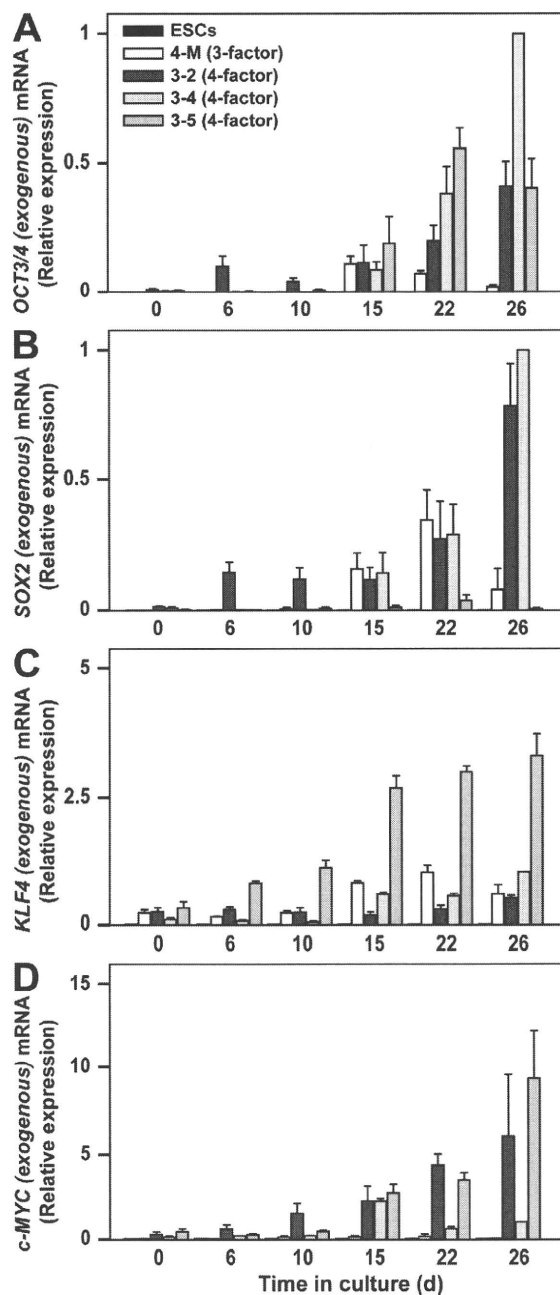 A
ESCs
4-M (3-factor)
3-2 (4-factor)
3-4 (4-factor)
3-5 (4-factor)
OCT3/4 (exogenous) mRNA
(Relative expression)
1
0.5
0
0 6 10 15 22 26
B
SOX2 (exogenous) mRNA
(Relative expression)
1
0.5
0
0 6 10 15 22 26
C
KLF4 (exogenous) mRNA
(Relative expression)
5
2.5
0
0 6 10 15 22 26
D
c-MYC (exogenous) mRNA
(Relative expression)
15
10
5
0
0 6 10 15 22 26
Time in culture (d)